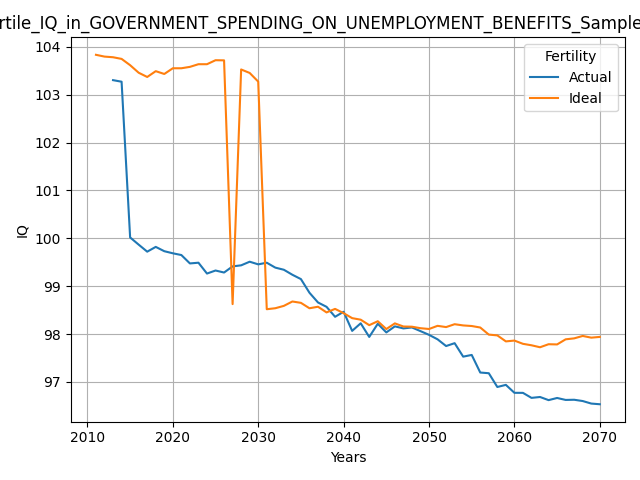 rtile_IQ_in_GOVERNMENT_SPENDING_ON_UNEMPLOYMENT_BENEFITS_Sample
104
103
102
101
100
99
98
97
IQ
Fertility
Actual
Ideal
2010 2020 2030 2040 2050 2060 2070
Years